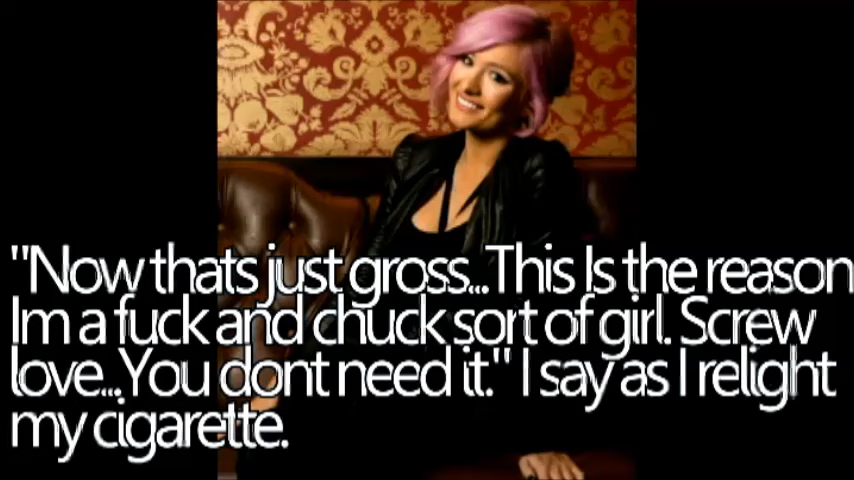 "Now thats just gross...This Is the reason
Im a fuck and chuck sort of girl. Screw
love...You dont need it." I say as I relight
my cigarette.